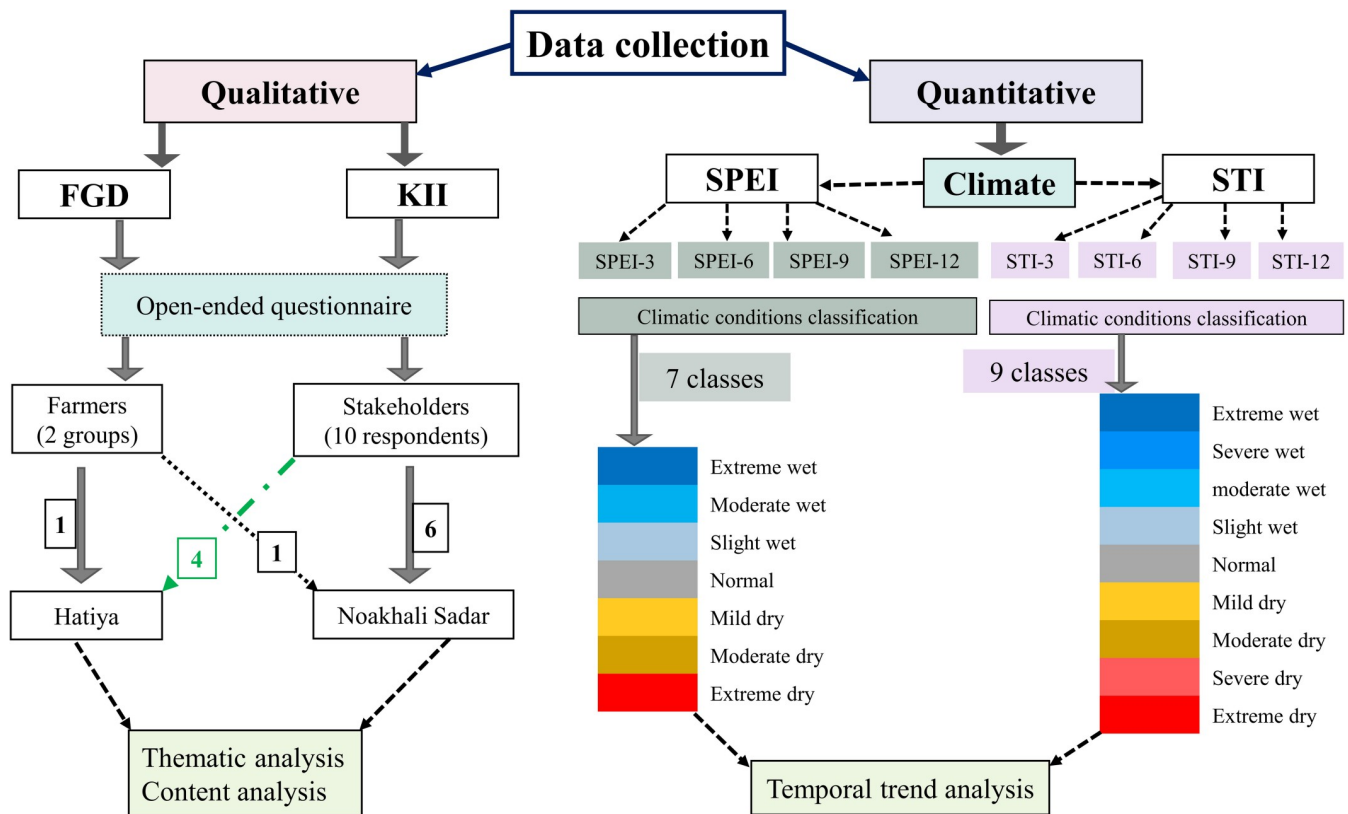 Data collection
Qualitative
Quantitative
FGD
KII
SPEI
Climate
STI
SPEI-3
SPEI-6
SPEI-9
SPEI-12
STI-3
STI-6
STI-9
STI-12
Open-ended questionnaire
Climatic conditions classification
Climatic conditions classification
7 classes
9 classes
Farmers
(2 groups)
Stakeholders
(10 respondents)
1
4
1
6
Hatiya
Noakhali Sadar
Extreme wet
Moderate wet
Slight wet
Normal
Mild dry
Moderate dry
Extreme dry
Extreme wet
Severe wet
moderate wet
Slight wet
Normal
Mild dry
Moderate dry
Severe dry
Extreme dry
Thematic analysis
Content analysis
Temporal trend analysis